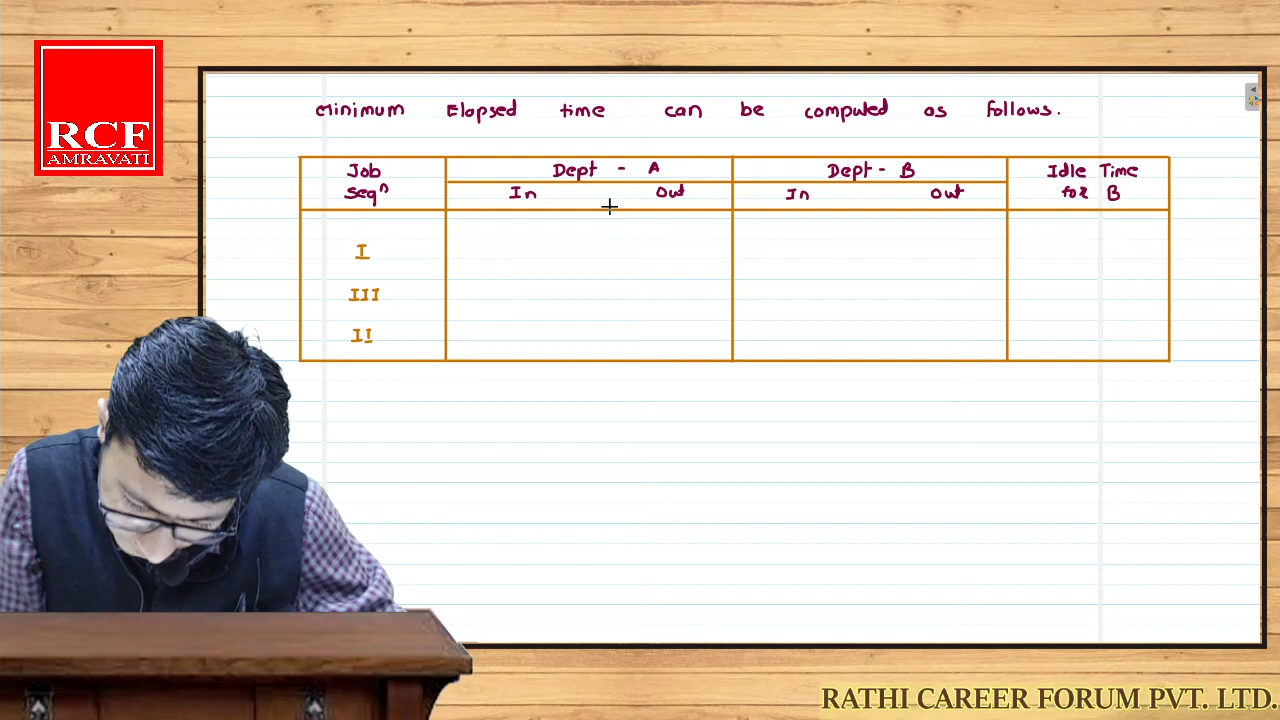 RCF
AMRAVATI
Minimum Elapsed time can be computed as follows.
Job Seqⁿ Dept - A Dept - B Idle Time for B
In Out In Out
I
III
II
RATHI CAREER FORUM PVT. LTD.